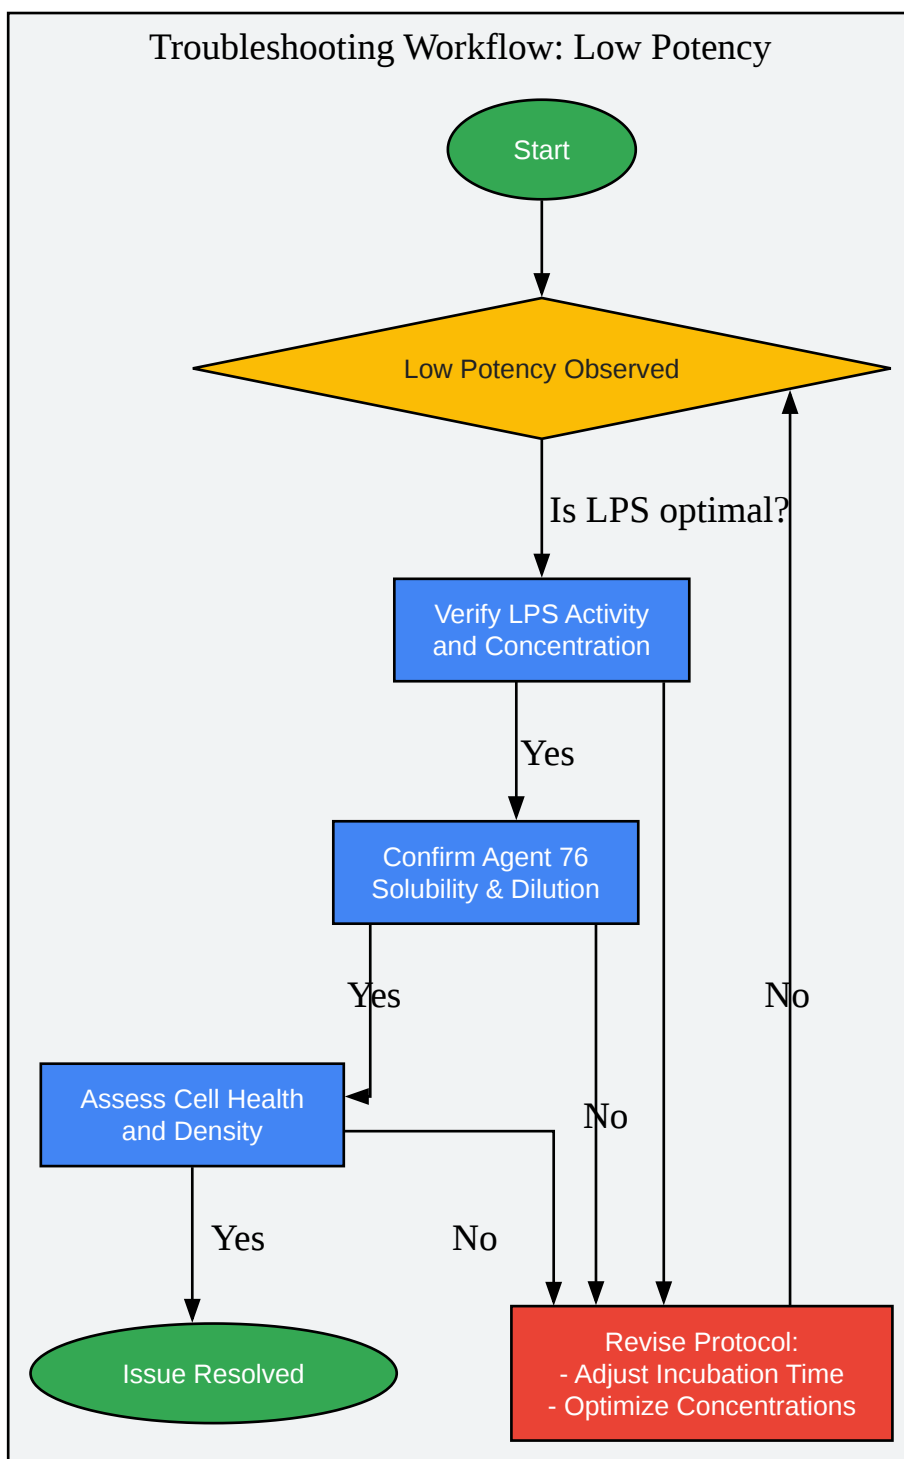 Troubleshooting Workflow: Low Potency
Start
Low Potency Observed
Is LPS optimal?
Verify LPS Activity
and Concentration
Yes
Confirm Agent 76
Solubility & Dilution
Yes
No
Assess Cell Health
and Density
No
Yes
No
Issue Resolved
Revise Protocol:
- Adjust Incubation Time
- Optimize Concentrations